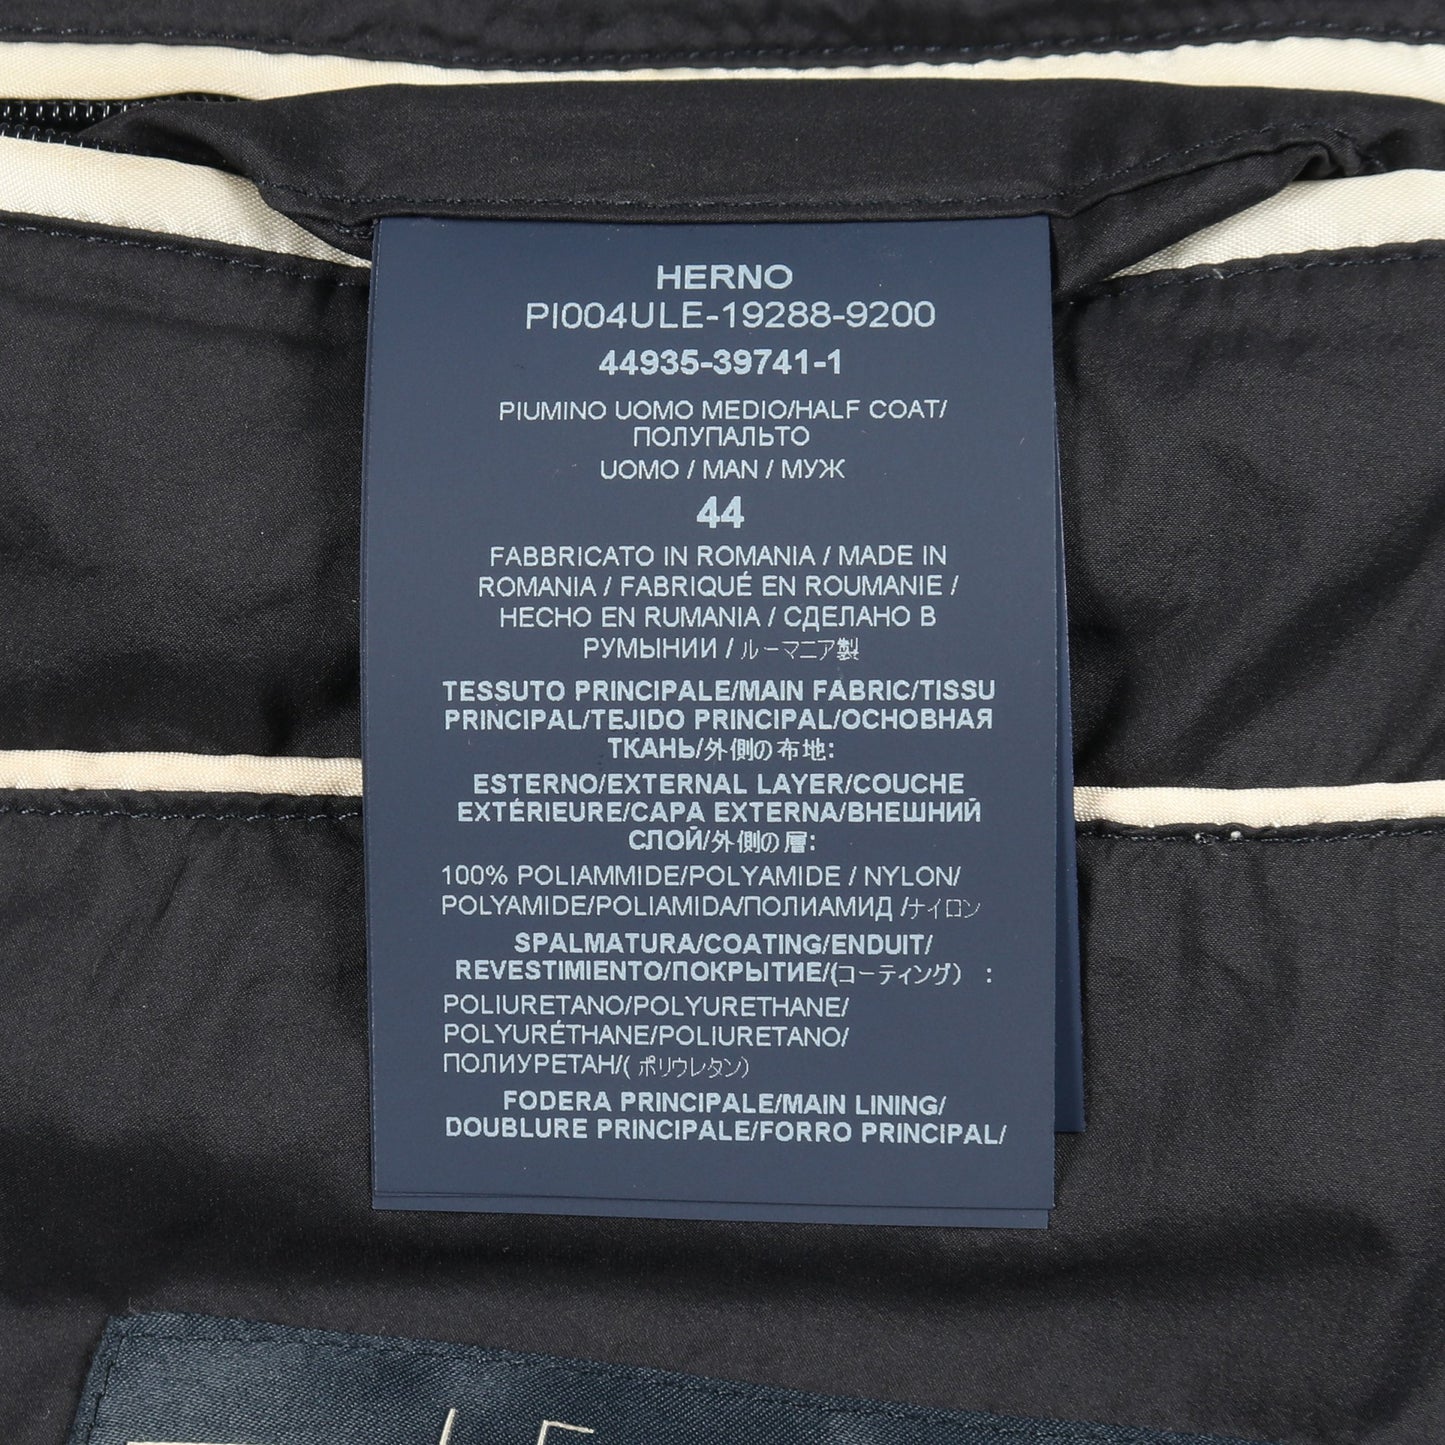 HERNO
PI004ULE-19288-9200
44935-39741-1
PIUMINO UOMO MEDIO/HALF COAT/
ПОЛУПАЛЬТО
UOMO / MAN / МУЖ
44
FABBRICATO IN ROMANIA / MADE IN
ROMANIA / FABRIQUÉ EN ROUMANIE /
HECHO EN RUMANIA / СДЕЛАНО В
РУМЫНИИ / ルーマニア製
TESSUTO PRINCIPALE/MAIN FABRIC/TISSU
PRINCIPAL/TEJIDO PRINCIPAL/ОСНОВНАЯ
ТКАНЬ/外側の布地:
ESTERNO/EXTERNAL LAYER/COUCHE
EXTÉRIEURE/CAPA EXTERNA/ВНЕШНИЙ
СЛОЙ/外側の層:
100% POLIAMMIDE/POLYAMIDE / NYLON/
POLYAMIDE/POLIAMIDA/ПОЛИАМИД /ナイロン
SPALMATURA/COATING/ENDUIT/
REVESTIMIENTO/ПОКРЫТИЕ/(コーティング） :
POLIURETANO/POLYURETHANE/
POLYURÉTHANE/POLIURETANO/
ПОЛИУРЕТАН/( ポリウレタン）
FODERA PRINCIPALE/MAIN LINING/
DOUBLURE PRINCIPALE/FORRO PRINCIPAL/